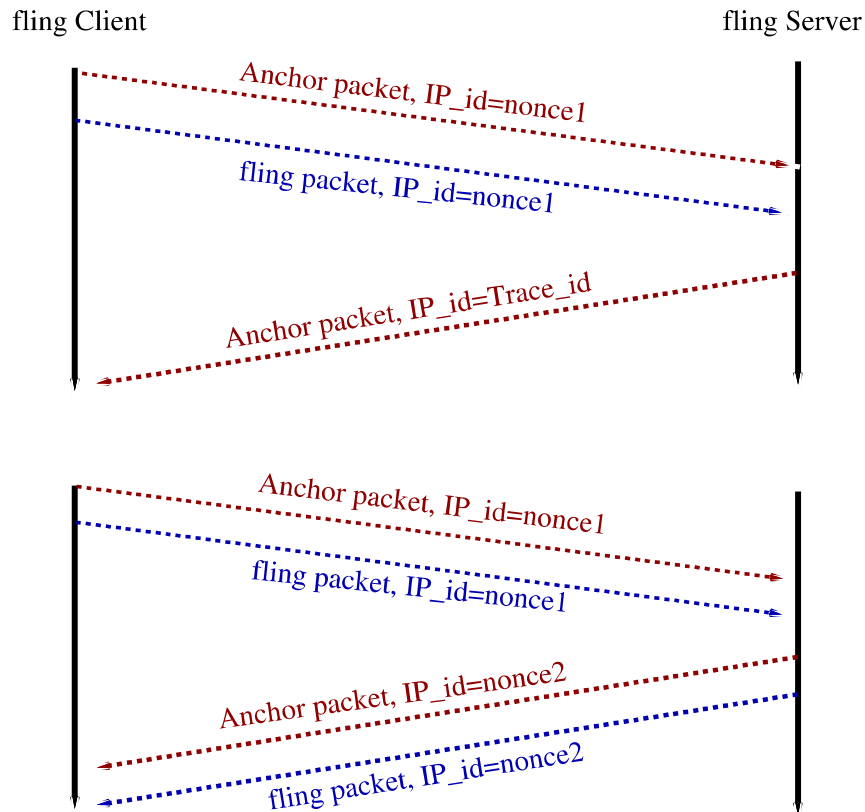 fling Client
fling Server
Anchor packet, IP_id=nonce1
fling packet, IP_id=nonce1
Anchor packet, IP_id=Trace_id
Anchor packet, IP_id=nonce1
fling packet, IP_id=nonce1
Anchor packet, IP_id=nonce2
fling packet, IP_id=nonce2